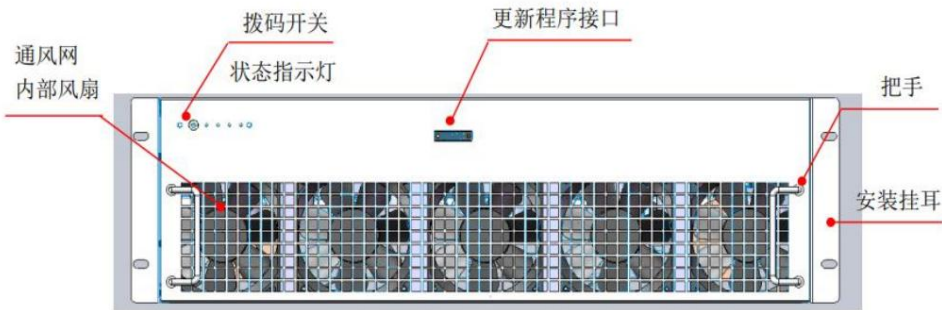 拨码开关
更新程序接口
通风网
内部风扇
状态指示灯
把手
安装挂耳